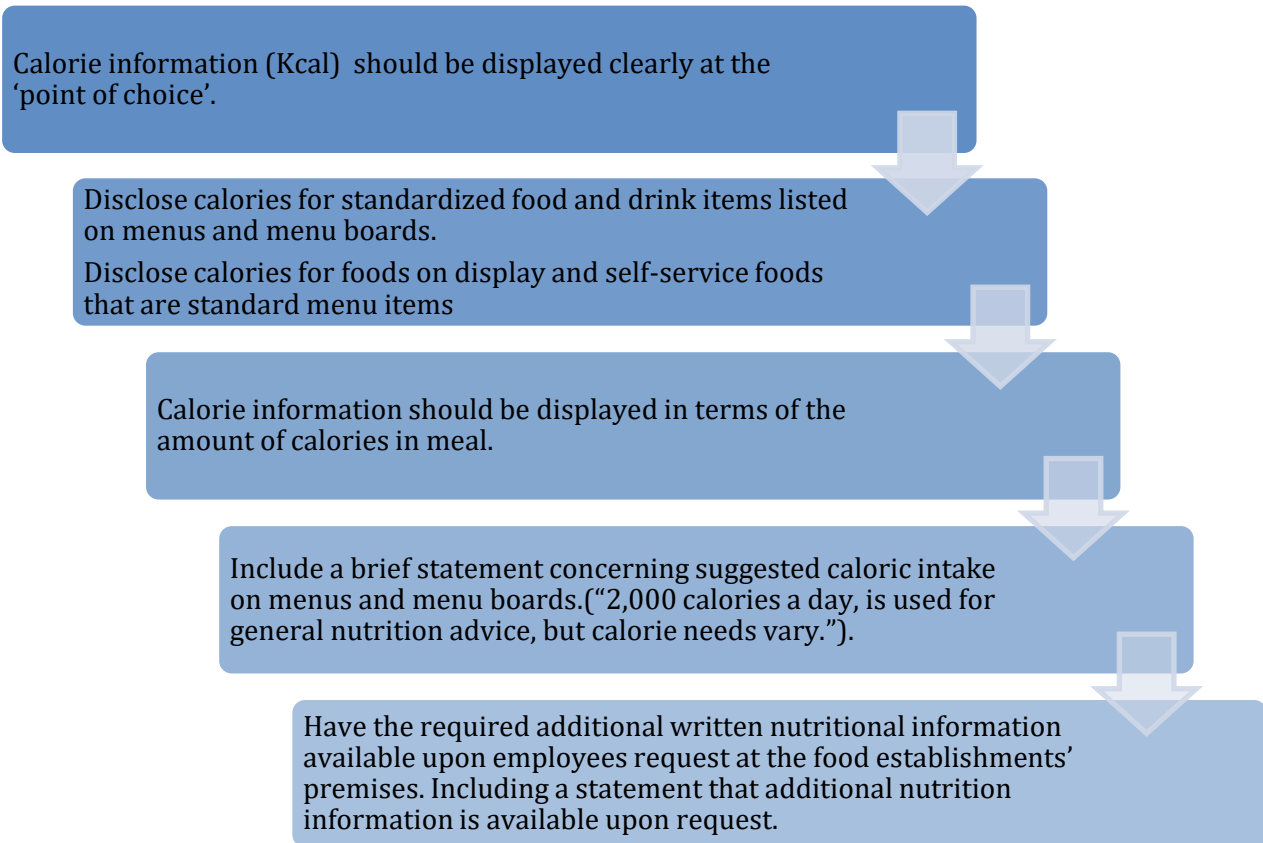 Calorie information (Kcal)  should be displayed clearly at the
‘point of choice’.
Disclose calories for standardized food and drink items listed
on menus and menu boards.
Disclose calories for foods on display and self-service foods
that are standard menu items
Calorie information should be displayed in terms of the
amount of calories in meal.
Include a brief statement concerning suggested caloric intake
on menus and menu boards.(“2,000 calories a day, is used for
general nutrition advice, but calorie needs vary.”).
Have the required additional written nutritional information
available upon employees request at the food establishments’
premises. Including a statement that additional nutrition
information is available upon request.